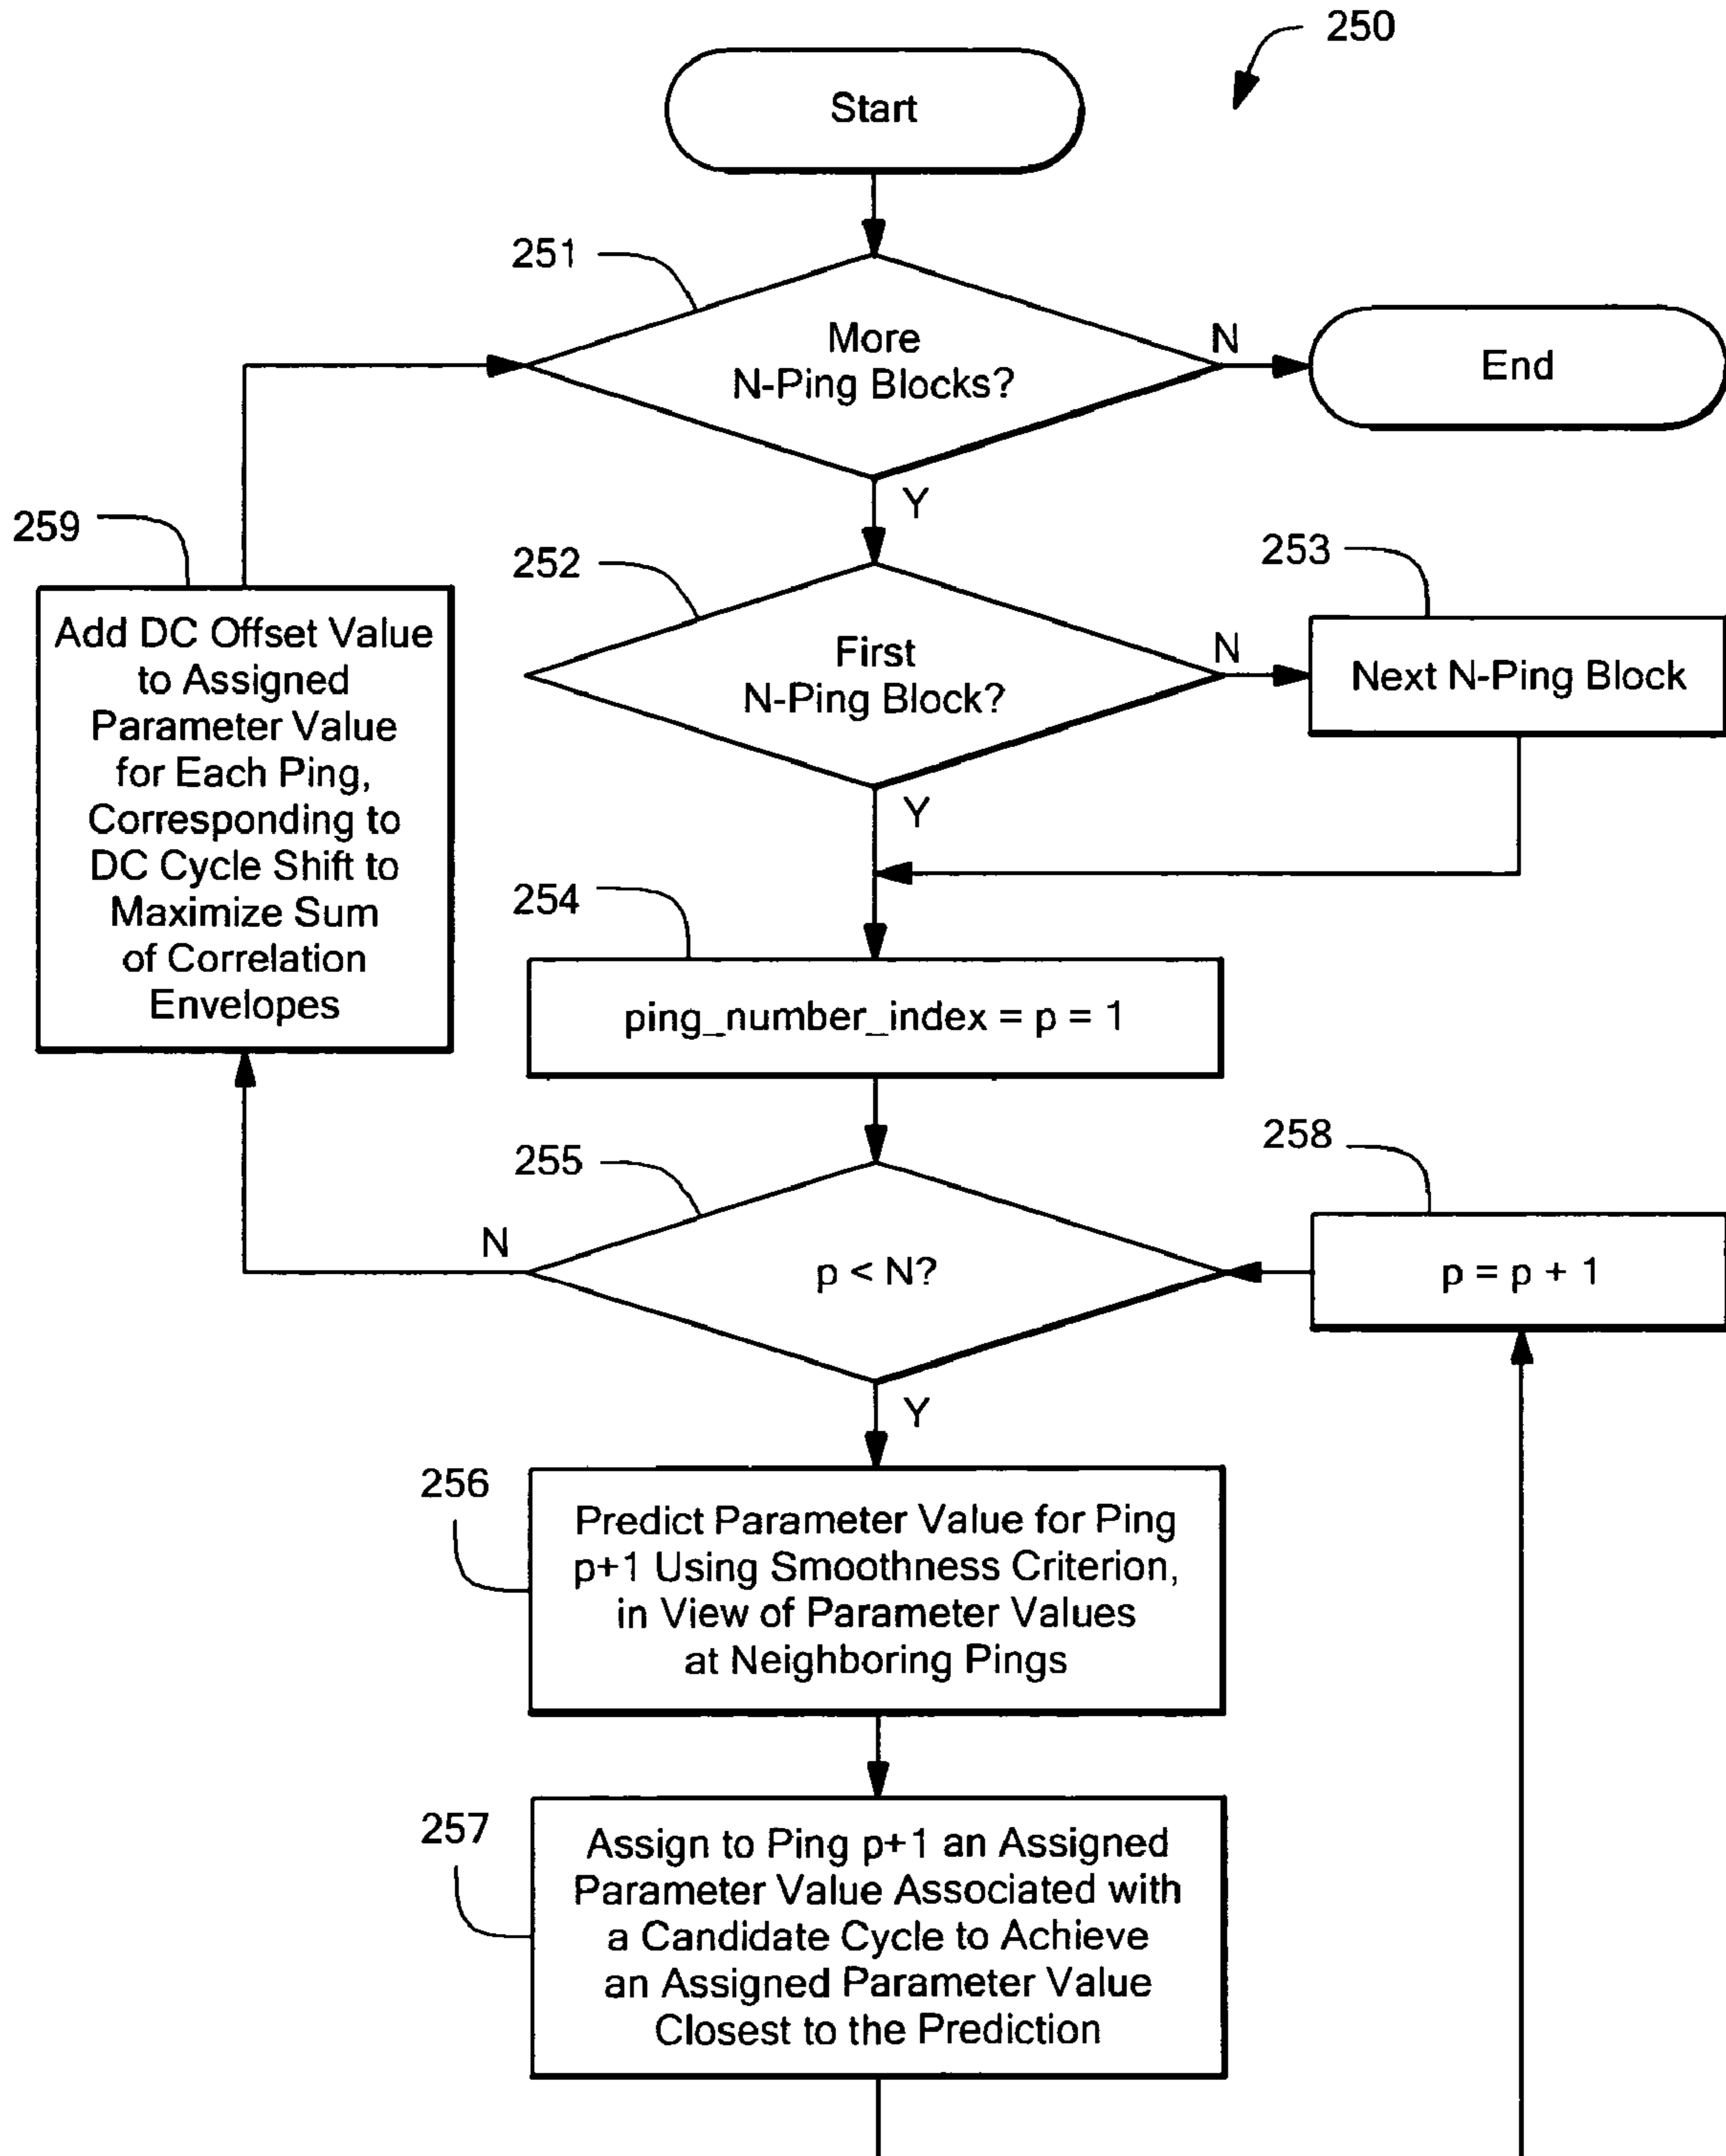 250
Start
251
More
N-Ping Blocks?
N
End
Y
259
252
253
Add DC Offset Value
to Assigned
Parameter Value
for Each Ping,
Corresponding to
DC Cycle Shift to
Maximize Sum
of Correlation
Envelopes
First
N-Ping Block?
N
Next N-Ping Block
Y
254
ping_number_index = p = 1
255
258
N
p < N?
p = p + 1
Y
256
Predict Parameter Value for Ping
p+1 Using Smoothness Criterion,
in View of Parameter Values
at Neighboring Pings
257
Assign to Ping p+1 an Assigned
Parameter Value Associated with
a Candidate Cycle to Achieve
an Assigned Parameter Value
Closest to the Prediction